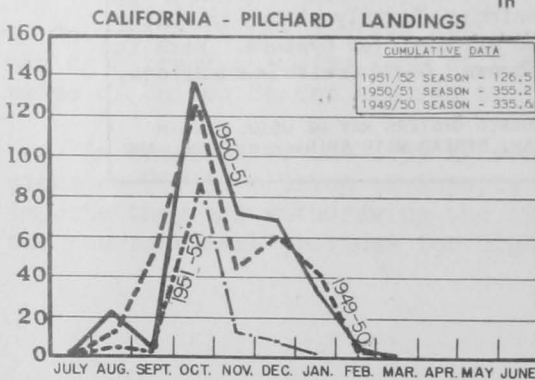 In
CALIFORNIA - PILCHARD LANDINGS
CUMULATIVE DATA
1951/52 SEASON - 126.5
1950/51 SEASON - 355.2
1949/50 SEASON - 335.6
160
140
120
100
80
60
40
20
0
1950-51
1951-52
1949-50
JULY AUG. SEPT. OCT. NOV. DEC. JAN. FEB. MAR. APR. MAY JUNE